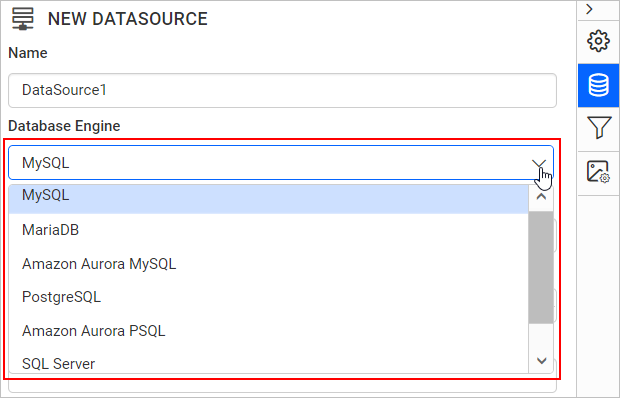 NEW DATASOURCE
Name
DataSource1
Database Engine
MySQL
MySQL
MariaDB
Amazon Aurora MySQL
PostgreSQL
Amazon Aurora PSQL
SQL Server